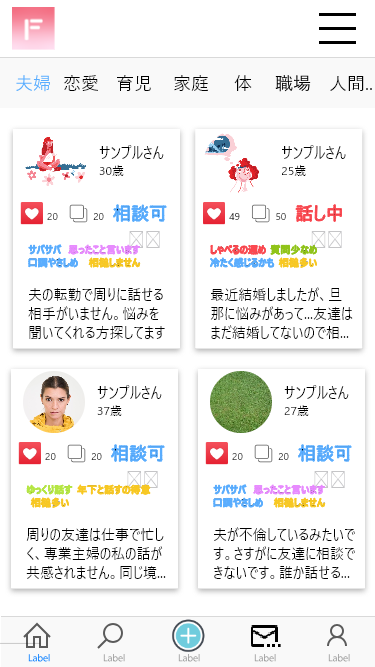 F
夫婦 恋愛 育児 家庭 体 職場 人間..
サンプルさん
30歳
20 20 相談可
サバサバ 思ったこと言います
口調やさしめ 相槌しません
夫の転勤で周りに話せる
相手がいません。悩みを
聞いてくれる方探してます
サンプルさん
25歳
49 50 話し中
しゃべるの速め 質問少なめ
冷たく感じるかも 相槌多い
最近結婚しましたが、旦
那に悩みがあって...友達は
まだ結婚してないので相...
サンプルさん
37歳
20 20 相談可
ゆっくり話す 年下と話すの得意
相槌多い
周りの友達は仕事で忙し
く、専業主婦の私の話が
共感されません。同じ境...
サンプルさん
27歳
20 20 相談可
サバサバ 思ったこと言います
口調やさしめ 相槌しません
夫が不倫しているみたいで
す。さすがに友達に相談で
きないです。誰か話せる...
Label Label Label Label Label